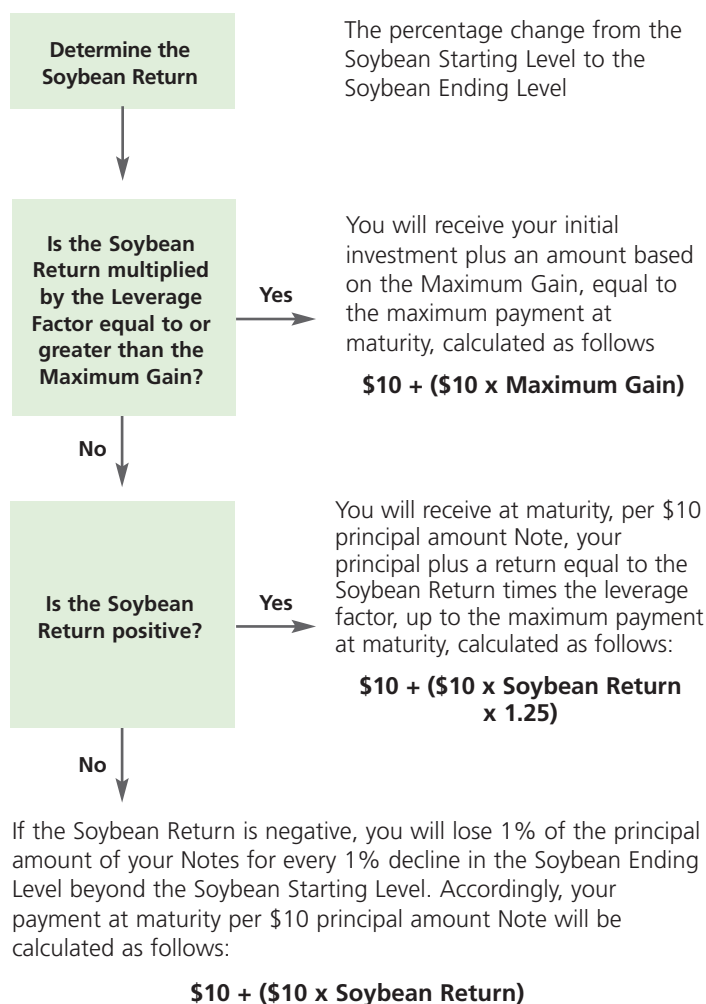 Determine the
Soybean Return
The percentage change from the
Soybean Starting Level to the
Soybean Ending Level
Is the Soybean
Return multiplied
by the Leverage
Factor equal to or
greater than the
Maximum Gain?
Yes
You will receive your initial
investment plus an amount based
on the Maximum Gain, equal to
the maximum payment at
maturity, calculated as follows
$10 + ($10 x Maximum Gain)
No
Is the Soybean
Return positive?
Yes
You will receive at maturity, per $10
principal amount Note, your
principal plus a return equal to the
Soybean Return times the leverage
factor, up to the maximum payment
at maturity, calculated as follows:
$10 + ($10 x Soybean Return
x 1.25)
No
If the Soybean Return is negative, you will lose 1% of the principal
amount of your Notes for every 1% decline in the Soybean Ending
Level beyond the Soybean Starting Level. Accordingly, your
payment at maturity per $10 principal amount Note will be
calculated as follows:
$10 + ($10 x Soybean Return)